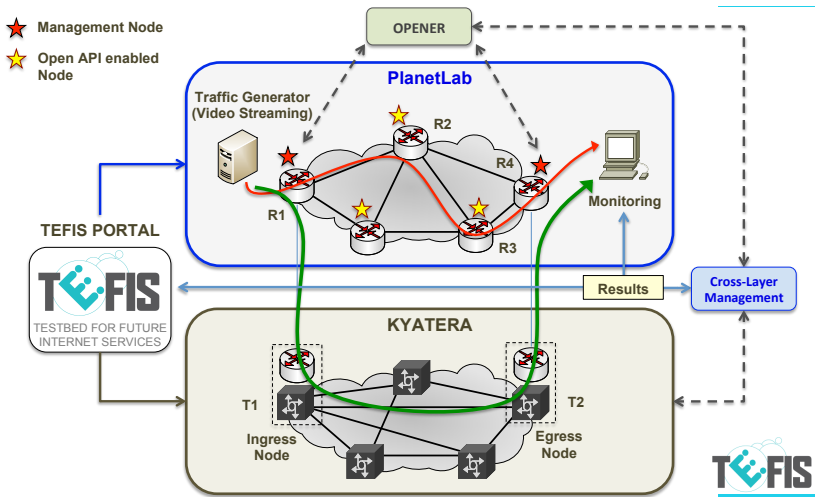 Management Node
Open API enabled
Node
OPENER
PlanetLab
Traffic Generator
(Video Streaming)
R2
R4
R1
R3
Monitoring
TEFIS PORTAL
TEFIS
TESTBED FOR FUTURE
INTERNET SERVICES
Results
Cross-Layer
Management
KYATERA
T1
T2
Ingress
Node
Egress
Node
TEFIS